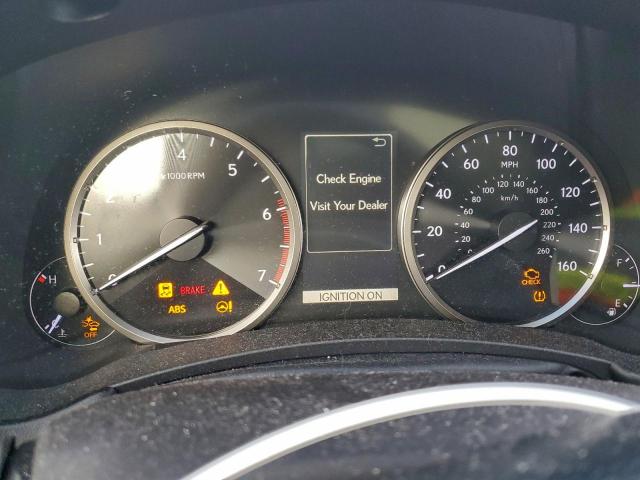 4
5
6
7
1
0
x1000 RPM
BRAKE
ABS
H
OFF
Check Engine
Visit Your Dealer
IGNITION ON
0
20
40
60
80
100
120
140
160
MPH
20
40
60
80
100
120
140
160
180
200
220
240
260
km/h
CHECK
F
E